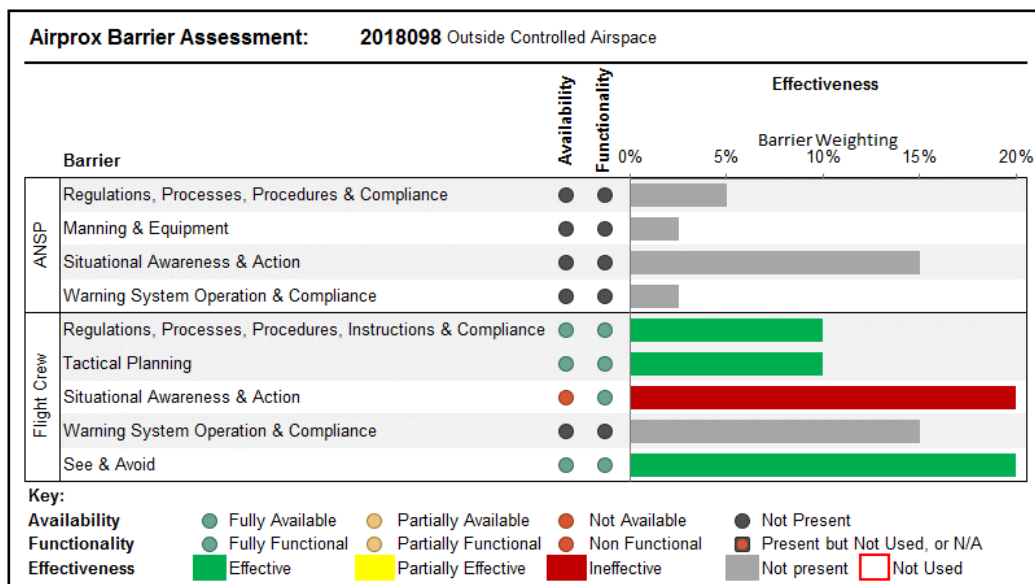 Airprox Barrier Assessment: 2018098 Outside Controlled Airspace
Availability
Functionality
Effectiveness
Barrier Weighting
Barrier
0% 5% 10% 15% 20%
ANSP
Regulations, Processes, Procedures & Compliance
Manning & Equipment
Situational Awareness & Action
Warning System Operation & Compliance
Flight Crew
Regulations, Processes, Procedures, Instructions & Compliance
Tactical Planning
Situational Awareness & Action
Warning System Operation & Compliance
See & Avoid
Key:
Availability Fully Available Partially Available Not Available Not Present
Functionality Fully Functional Partially Functional Non Functional Present but Not Used, or N/A
Effectiveness Effective Partially Effective Ineffective Not present Not Used